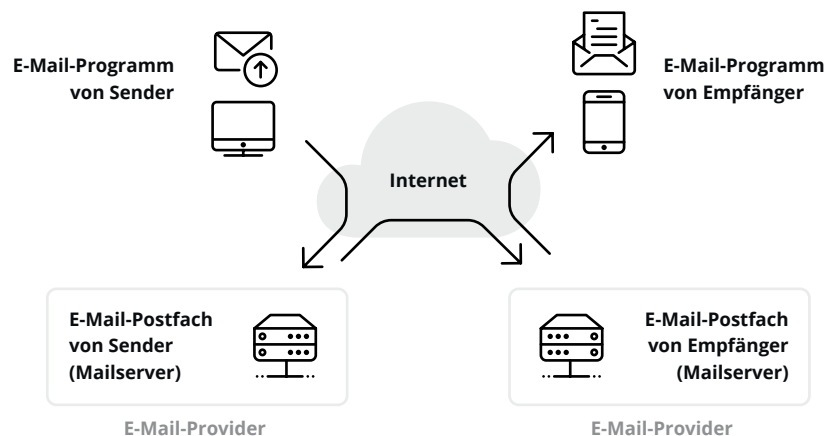 E-Mail-Programm
von Sender
E-Mail-Programm
von Empfänger
Internet
E-Mail-Postfach
von Sender
(Mailserver)
E-Mail-Postfach
von Empfänger
(Mailserver)
E-Mail-Provider
E-Mail-Provider